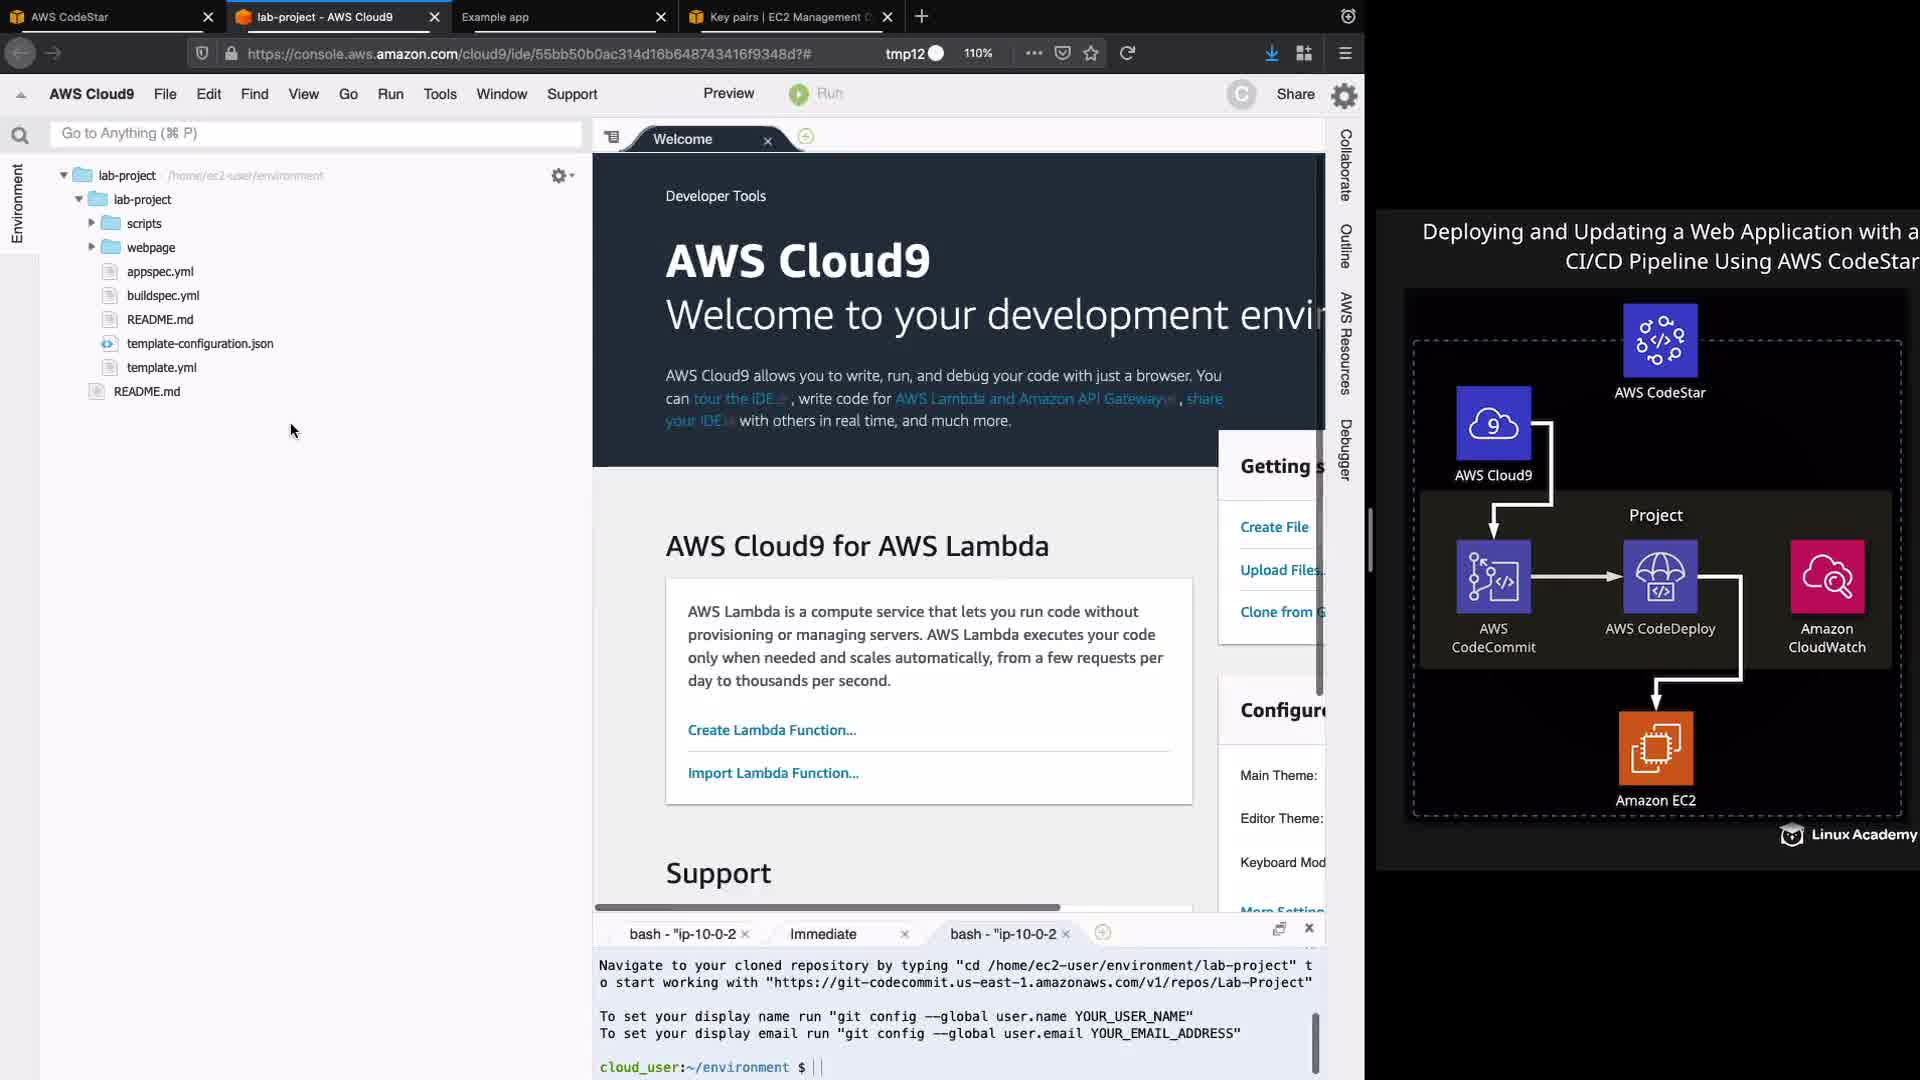 AWS CodeStar
lab-project - AWS Cloud9
Example app
Key pairs | EC2 Management
https://console.aws.amazon.com/cloud9/ide/55bb50b0ac314d16b648743416f9348d?#
tmp12
110%
AWS Cloud9 File Edit Find View Go Run Tools Window Support Preview Run
C
Share
Go to Anything (⌘ P)
Environment
lab-project /home/ec2-user/environment
lab-project
scripts
webpage
appspec.yml
buildspec.yml
README.md
template-configuration.json
template.yml
README.md
Welcome
Developer Tools
AWS Cloud9
Welcome to your development envir
AWS Cloud9 allows you to write, run, and debug your code with just a browser. You
can tour the IDE , write code for AWS Lambda and Amazon API Gateway , share
your IDE with others in real time, and much more.
Getting s
Create File
Upload Files..
Clone from G
AWS Cloud9 for AWS Lambda
AWS Lambda is a compute service that lets you run code without
provisioning or managing servers. AWS Lambda executes your code
only when needed and scales automatically, from a few requests per
day to thousands per second.
Create Lambda Function...
Import Lambda Function...
Support
Configure
Main Theme:
Editor Theme:
Keyboard Mod
More Setting
Collaborate
Outline
AWS Resources
Debugger
bash - "ip-10-0-2
Immediate
bash - "ip-10-0-2
Navigate to your cloned repository by typing "cd /home/ec2-user/environment/lab-project" t
o start working with "https://git-codecommit.us-east-1.amazonaws.com/v1/repos/Lab-Project"
To set your display name run "git config --global user.name YOUR_USER_NAME"
To set your display email run "git config --global user.email YOUR_EMAIL_ADDRESS"
cloud_user:~/environment $
Deploying and Updating a Web Application with a
CI/CD Pipeline Using AWS CodeStar
AWS CodeStar
9
AWS Cloud9
Project
AWS
CodeCommit
AWS CodeDeploy
Amazon
CloudWatch
Amazon EC2
Linux Academy